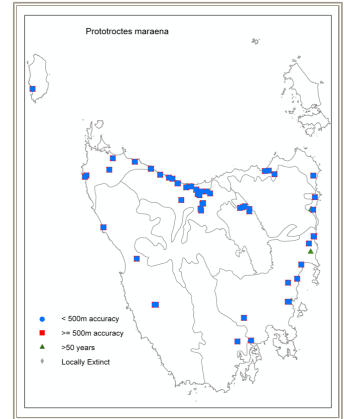 Prototroctes maraena
< 500m accuracy
>= 500m accuracy
>50 years
Locally Extinct